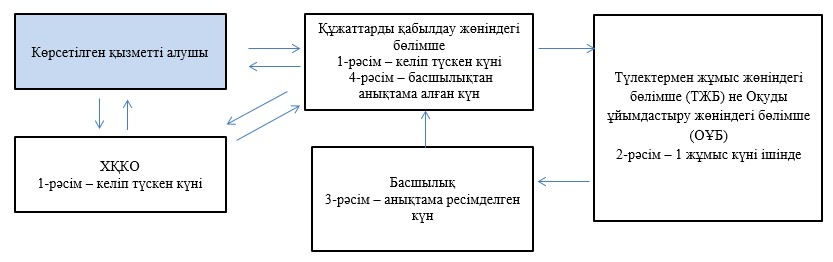 Көрсетілген қызметті алушы
Құжаттарды қабылдау жөніндегі
бөлімше
1-рәсім – келіп түскен күні
4-рәсім – басшылықтан
анықтама алған күн
Түлектермен жұмыс жөніндегі
бөлімше (ТЖБ) не Оқуды
ұйымдастыру жөніндегі бөлімше
(ОҰБ)
2-рәсім – 1 жұмыс күні ішінде
ХҚКО
1-рәсім – келіп түскен күні
Басшылық
3-рәсім – анықтама ресімделген
күн